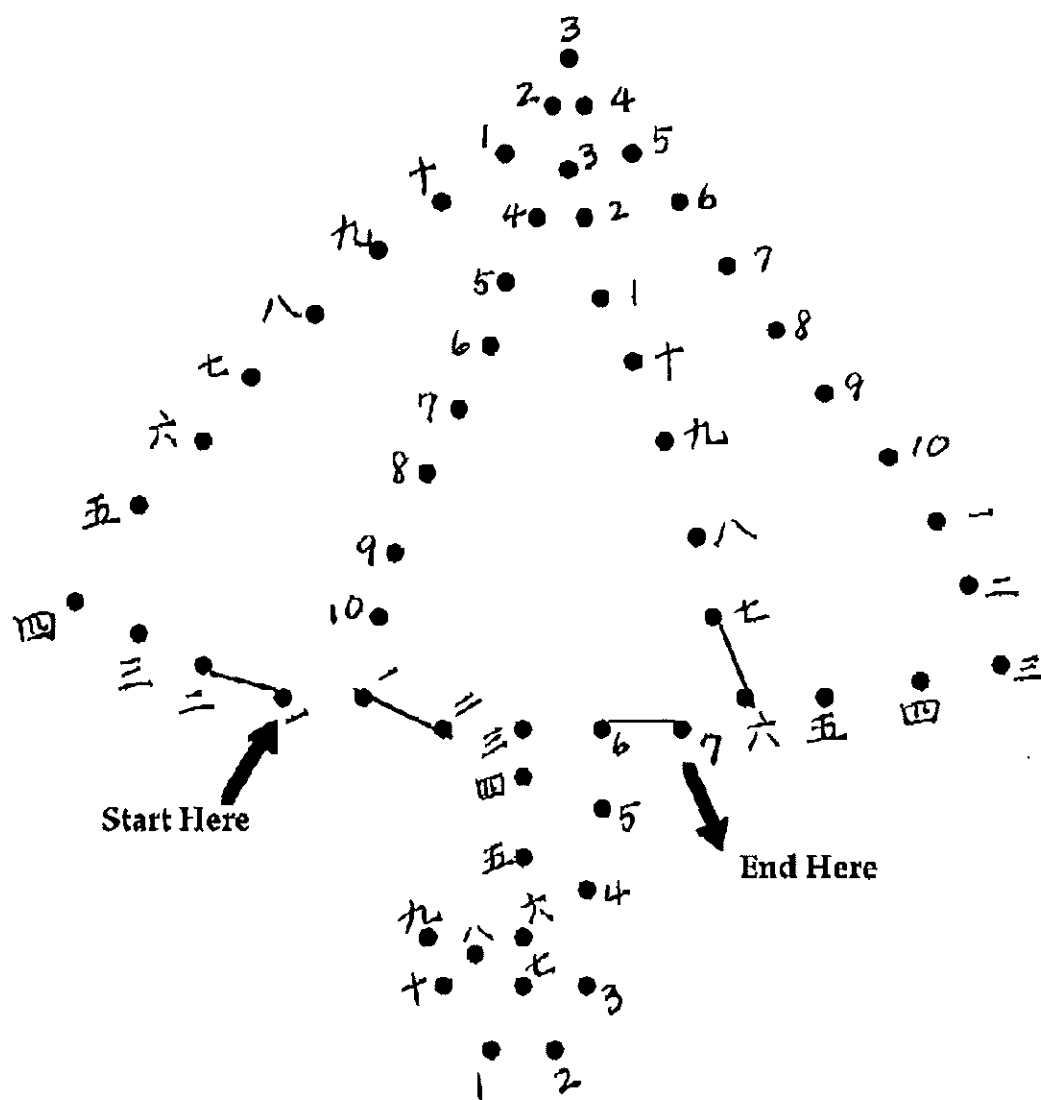 3
2 4
1 3 5
十 4 2 6
九 5 1 7
八 6 十 8
七 7 九 9
六 8 10
五 9 八 一
四 10 七 二
三 二 一 一 二 三 6 7 六 五 四 三
四 5
Start Here
五 End Here
4
九 八 六
十 七 3
1 2